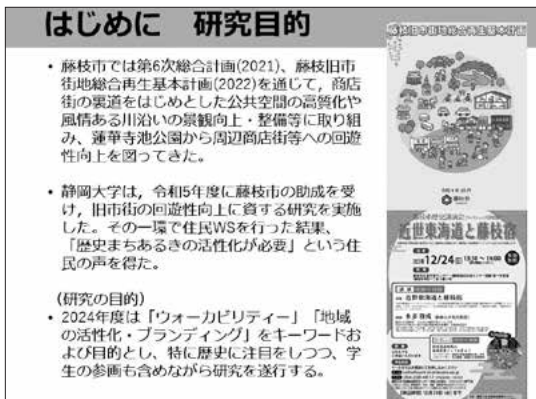 はじめに　研究目的
• 藤枝市では第6次総合計画(2021)、藤枝旧市
街地総合再生基本計画(2022)を通じて，商店
街の裏道をはじめとした公共空間の高質化や
風情ある川沿いの景観向上・整備等に取り組
み、蓮華寺池公園から周辺商店街等への回遊
性向上を図ってきた。
• 静岡大学は，令和5年度に藤枝市の助成を受
け，旧市街の回遊性向上に資する研究を実施
した。その一環で住民WSを行った結果、
「歴史まちあるきの活性化が必要」という住
民の声を得た。
（研究の目的）
• 2024年度は「ウォーカビリティー」「地域
の活性化・ブランディング」をキーワードお
よび目的とし、特に歴史に注目をしつつ、学
生の参画も含めながら研究を遂行する。
藤枝旧市街地総合再生基本計画
近世東海道と藤枝宿
12/24
近世東海道と藤枝宿